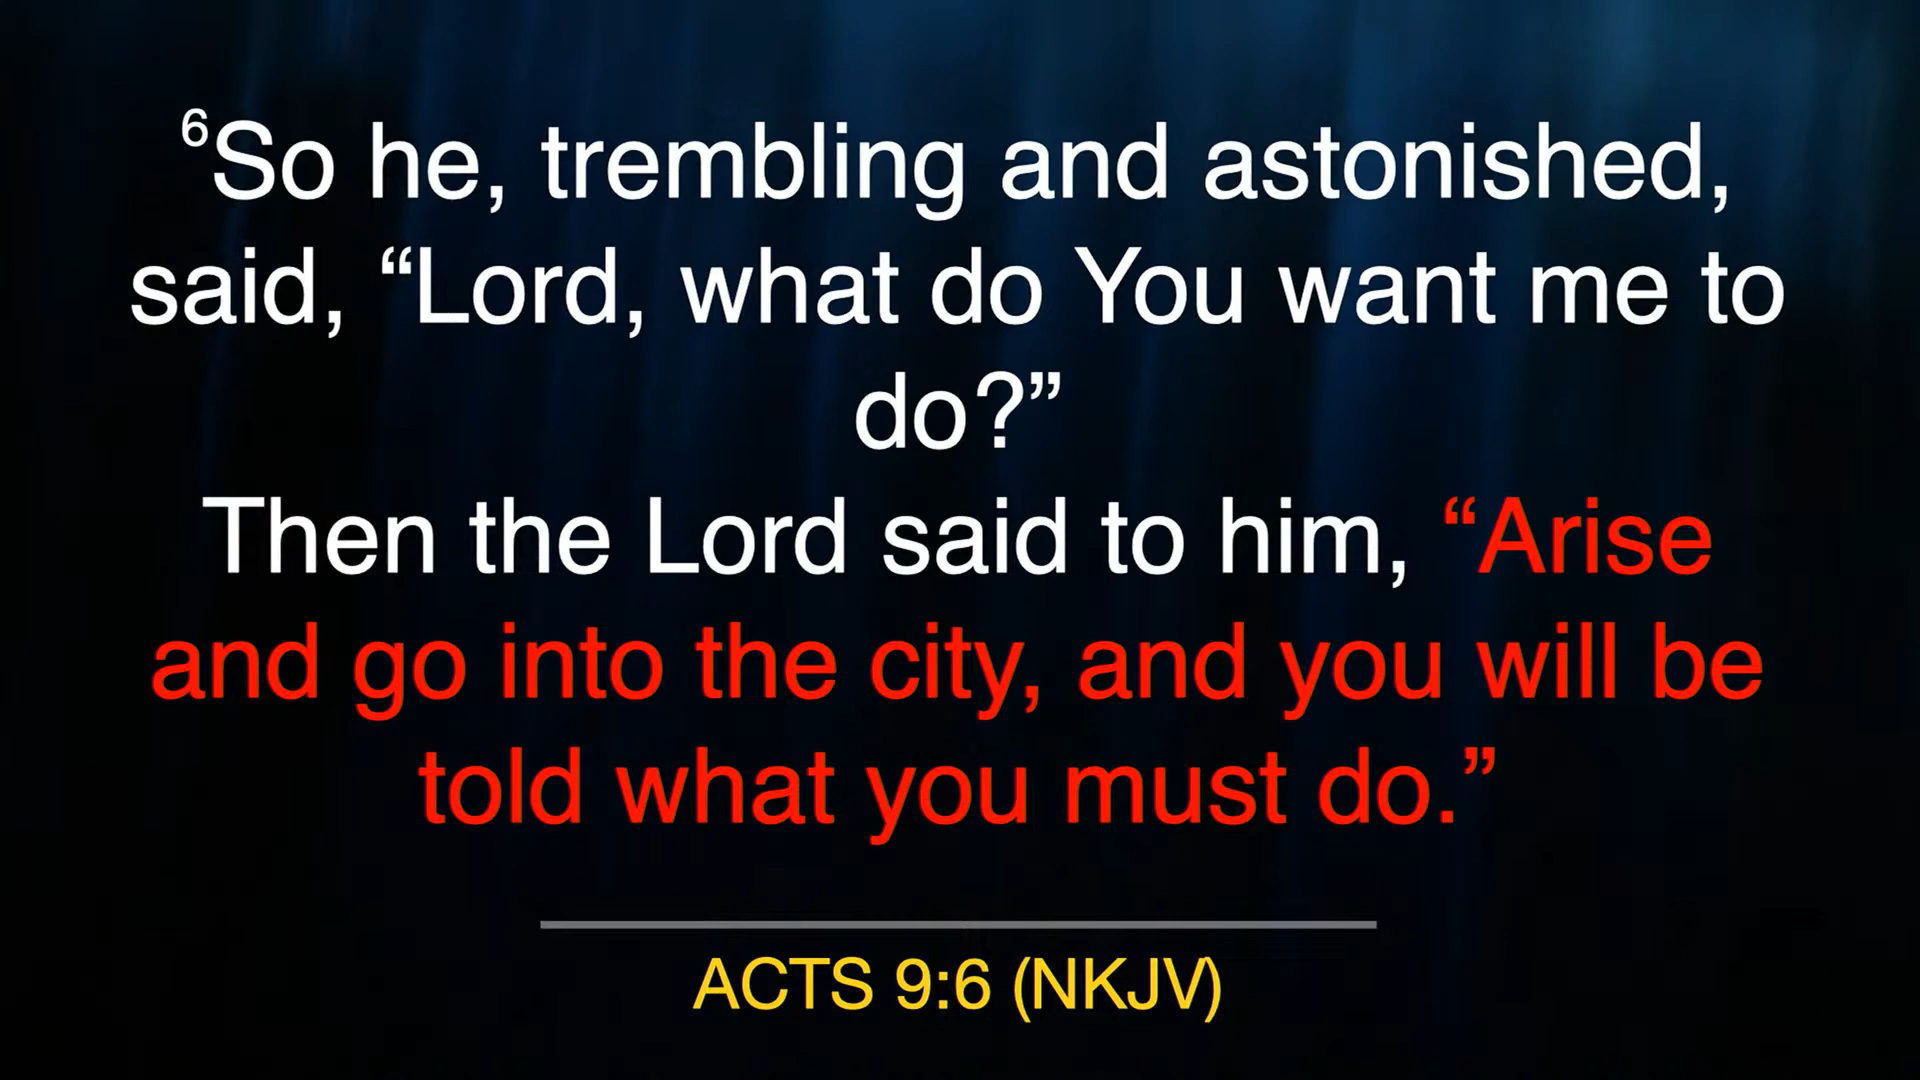 ⁶So he, trembling and astonished,
said, “Lord, what do You want me to
do?”
Then the Lord said to him, “Arise
and go into the city, and you will be
told what you must do.”
ACTS 9:6 (NKJV)